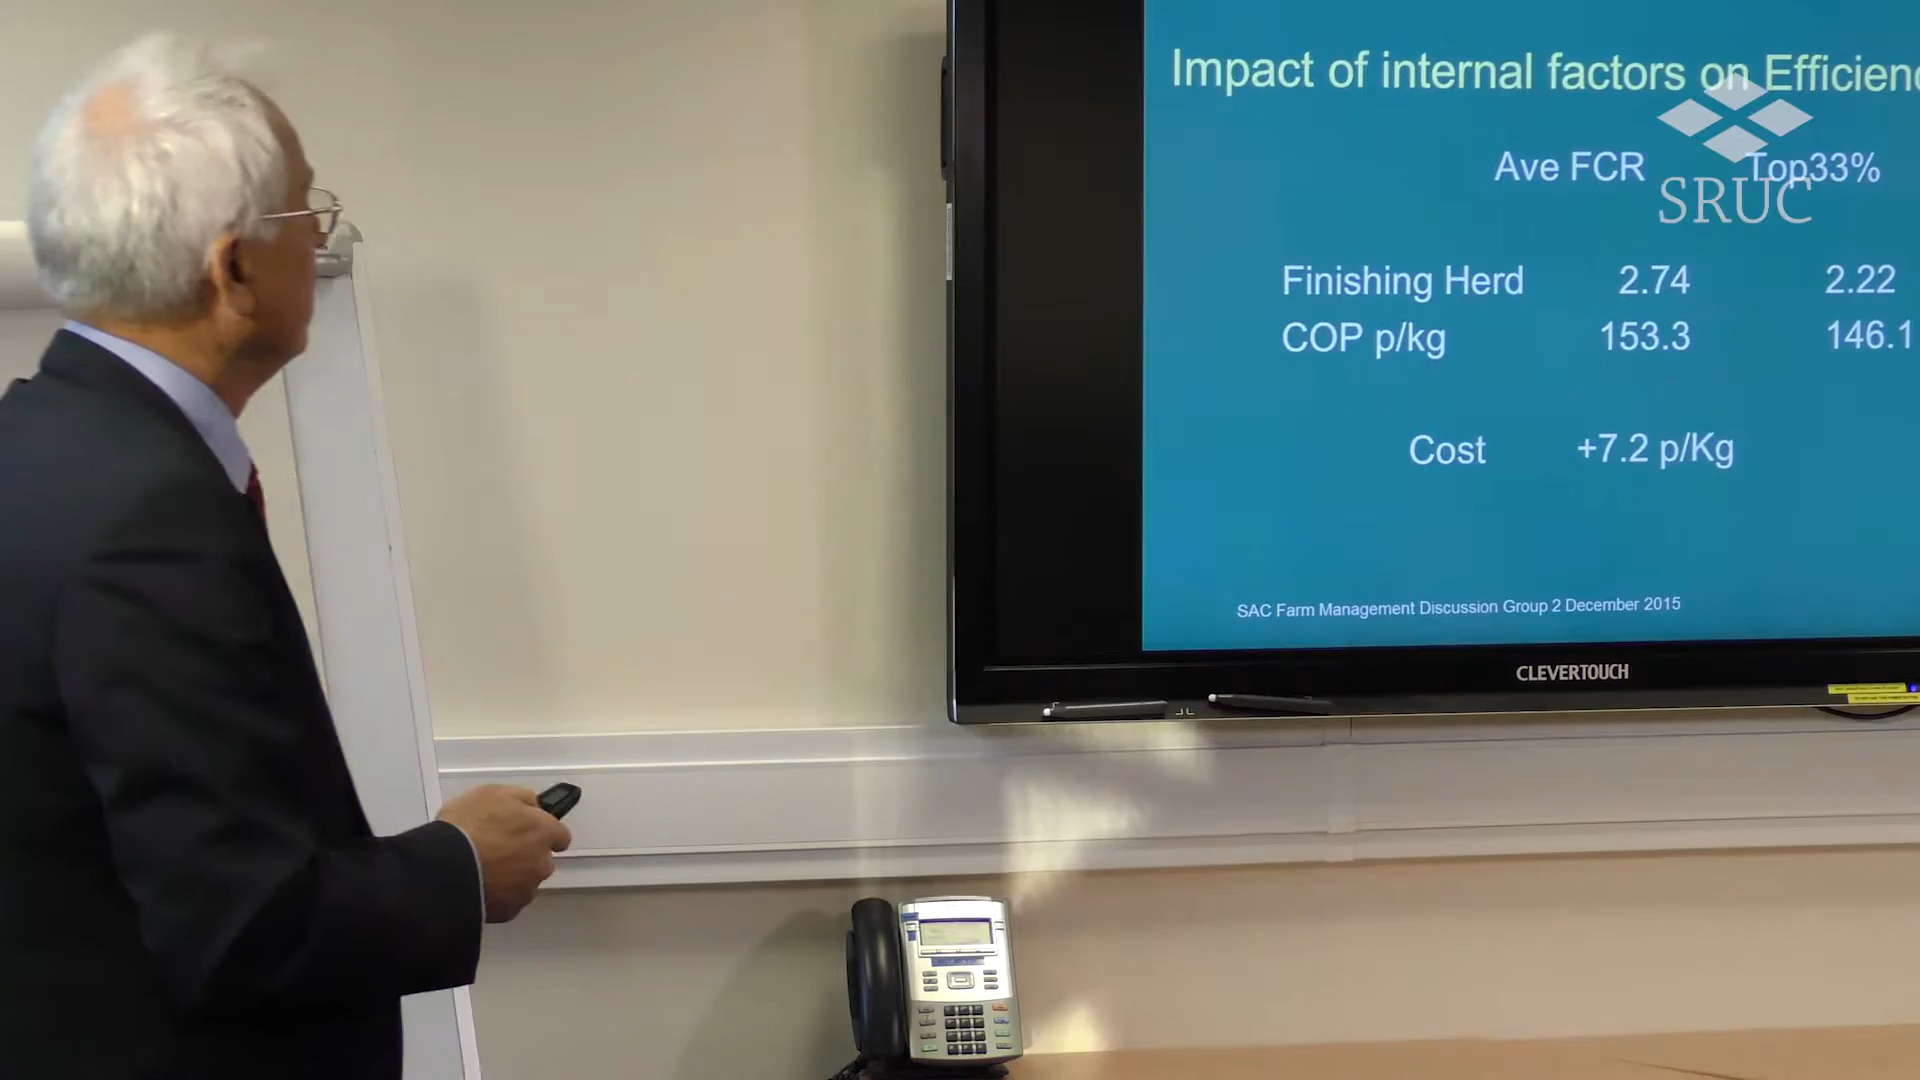 Impact of internal factors on Efficienc
Ave FCR Top33%
SRUC
Finishing Herd 2.74 2.22
COP p/kg 153.3 146.1
Cost +7.2 p/Kg
SAC Farm Management Discussion Group 2 December 2015
CLEVERTOUCH